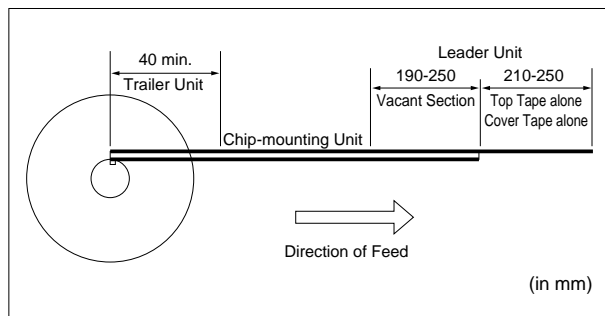 Leader Unit
40 min.
190-250
210-250
Trailer Unit
Vacant Section
Top Tape alone
Cover Tape alone
Chip-mounting Unit
Direction of Feed
(in mm)